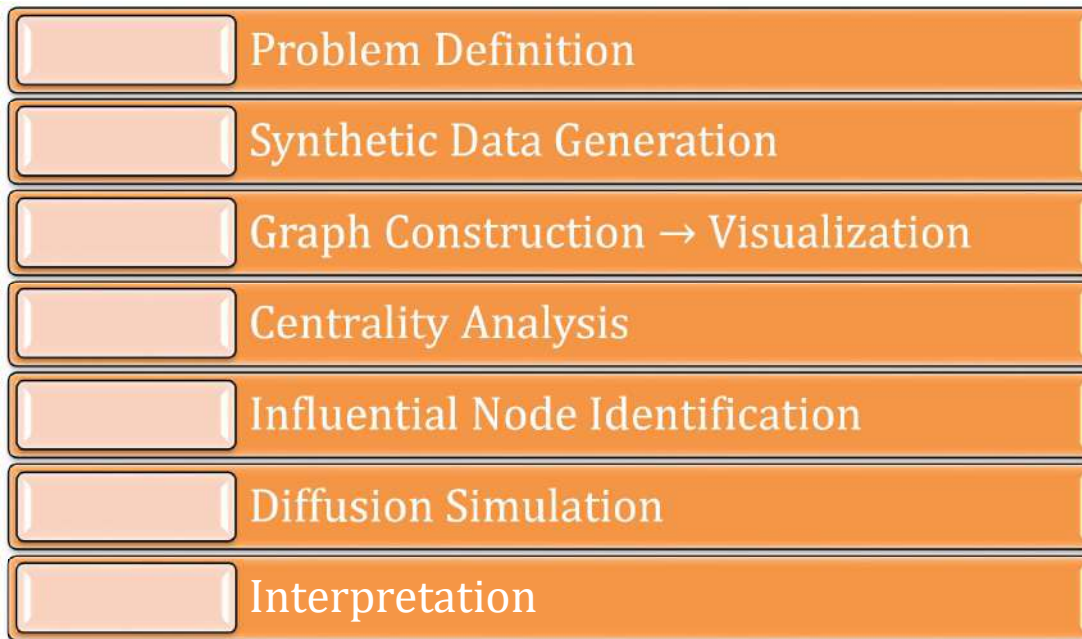 Problem Definition
Synthetic Data Generation
Graph Construction → Visualization
Centrality Analysis
Influential Node Identification
Diffusion Simulation
Interpretation